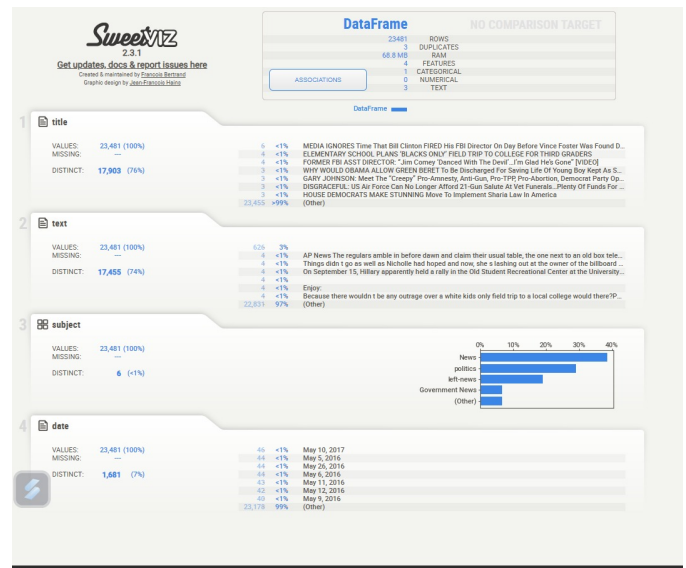 SweetVIZ
2.3.1
Get updates, docs & report issues here
Created & maintained by Francois Bertrand
Graphic design by Jean-Francois Hains
DataFrame
NO COMPARISON TARGET
23481 ROWS
3 DUPLICATES
68.8 MB RAM
4 FEATURES
1 CATEGORICAL
0 NUMERICAL
3 TEXT
ASSOCIATIONS
DataFrame
1 title
VALUES: 23,481 (100%)
MISSING: ---
DISTINCT: 17,903 (76%)
6 <1% MEDIA IGNORES Time That Bill Clinton FIRED His FBI Director On Day Before Vince Foster Was Found D...
4 <1% ELEMENTARY SCHOOL PLANS 'BLACKS ONLY' FIELD TRIP TO COLLEGE FOR THIRD GRADERS
4 <1% FORMER FBI ASST DIRECTOR: "Jim Comey 'Danced With The Devil'...I'm Glad He's Gone" [VIDEO]
3 <1% WHY WOULD OBAMA ALLOW GREEN BERET To Be Discharged For Saving Life Of Young Boy Kept As S...
3 <1% GARY JOHNSON: Meet The "Creepy" Pro-Amnesty, Anti-Gun, Pro-TPP, Pro-Abortion, Democrat Party Op...
3 <1% DISGRACEFUL: US Air Force Can No Longer Afford 21-Gun Salute At Vet Funerals...Plenty Of Funds For ...
3 <1% HOUSE DEMOCRATS MAKE STUNNING Move To Implement Sharia Law In America
23,455 >99% (Other)
2 text
VALUES: 23,481 (100%)
MISSING: ---
DISTINCT: 17,455 (74%)
626 3%
4 <1% AP News The regulars amble in before dawn and claim their usual table, the one next to an old box tele...
4 <1% Things didn t go as well as Nicholle had hoped and now, she s lashing out at the owner of the billboard ...
4 <1% On September 15, Hillary apparently held a rally in the Old Student Recreational Center at the University...
4 <1%
4 <1% Enjoy:
4 <1% Because there wouldn t be any outrage over a white kids only field trip to a local college would there?P...
22,831 97% (Other)
3 subject
VALUES: 23,481 (100%)
MISSING: ---
DISTINCT: 6 (<1%)
0% 10% 20% 30% 40%
News
politics
left-news
Government News
(Other)
4 date
VALUES: 23,481 (100%)
MISSING: ---
DISTINCT: 1,681 (7%)
46 <1% May 10, 2017
44 <1% May 5, 2016
44 <1% May 26, 2016
44 <1% May 6, 2016
43 <1% May 11, 2016
42 <1% May 12, 2016
40 <1% May 9, 2016
23,178 99% (Other)